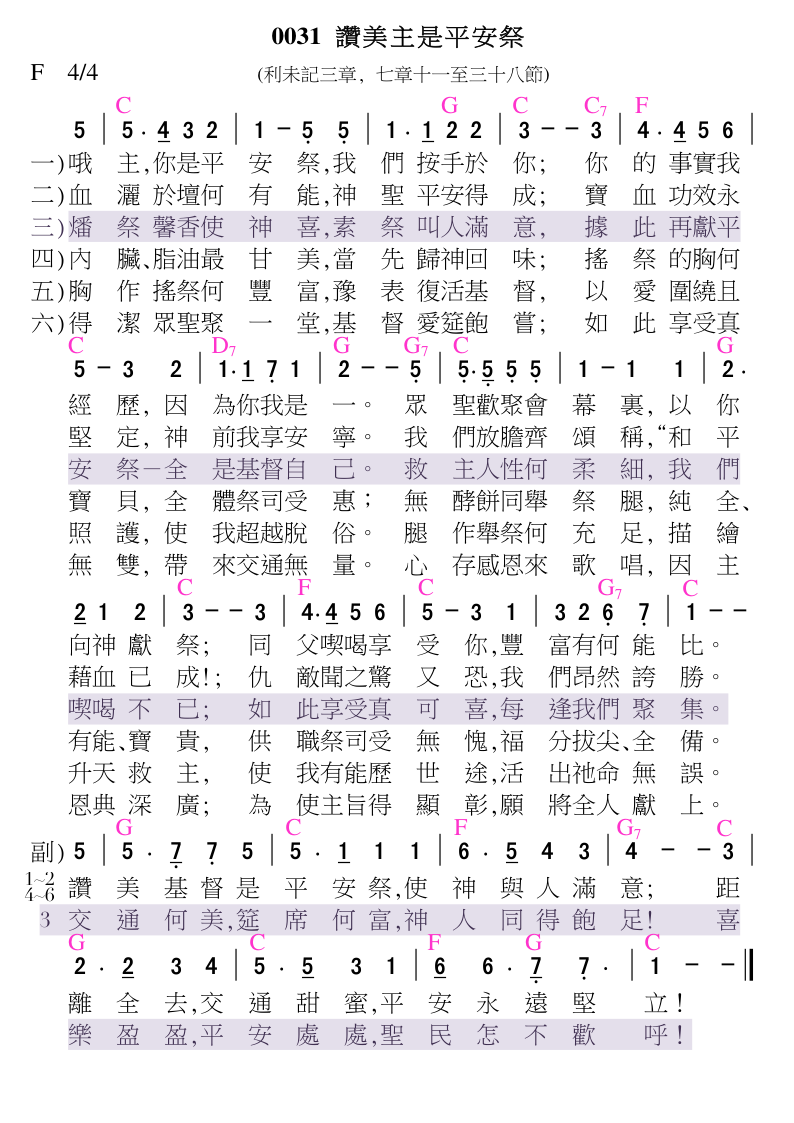 0031 讚美主是平安祭
F 4/4 (利未記三章，七章十一至三十八節)
C G C C7 F
5 | 5 · 4 3 2 | 1 – 5 5 | 1 · 1 2 2 | 3 – – 3 | 4 · 4 5 6 |
一)哦 主,你是平 安 祭,我 們 按手於 你; 你 的 事實我
二)血 灑 於壇何 有 能,神 聖 平安得 成; 寶 血 功效永
三)燔 祭 馨香使 神 喜,素 祭 叫人滿 意, 據 此 再獻平
四)內 臟、脂油最 甘 美,當 先 歸神回 味; 搖 祭 的胸何
五)胸 作 搖祭何 豐 富,豫 表 復活基 督, 以 愛 圍繞且
六)得 潔 眾聖聚 一 堂,基 督 愛筵飽 嘗; 如 此 享受真
C D7 G G7 C G
5 – 3 2 | 1 · 1 7 1 | 2 – – 5 | 5 · 5 5 5 | 1 – 1 1 | 2 ·
經 歷, 因 為你我是 一。 眾 聖歡聚會 幕 裏, 以 你
堅 定, 神 前我享安 寧。 我 們放膽齊 頌 稱,“和 平
安 祭－全 是基督自 己。 救 主人性何 柔 細, 我 們
寶 貝, 全 體祭司受 惠; 無 酵餅同舉 祭 腿, 純 全、
照 護, 使 我超越脫 俗。 腿 作舉祭何 充 足, 描 繪
無 雙, 帶 來交通無 量。 心 存感恩來 歌 唱, 因 主
C F C G7 C
2 1 2 | 3 – – 3 | 4 · 4 5 6 | 5 – 3 1 | 3 2 6 7 | 1 – –
向神 獻 祭; 同 父喫喝享 受 你,豐 富有何 能 比。
藉血 已 成!; 仇 敵聞之驚 又 恐,我 們昂然 誇 勝。
喫喝 不 已; 如 此享受真 可 喜,每 逢我們 聚 集。
有能、寶 貴, 供 職祭司受 無 愧,福 分拔尖、全 備。
升天 救 主, 使 我有能歷 世 途,活 出祂命 無 誤。
恩典 深 廣; 為 使主旨得 顯 彰,願 將全人 獻 上。
G C F G7 C
副) 5 | 5 · 7 7 5 | 5 · 1 1 1 | 6 · 5 4 3 | 4 – – 3 |
1~2 4~6 讚 美 基 督 是 平 安 祭,使 神 與 人 滿 意; 距
3 交 通 何 美,筵 席 何 富,神 人 同 得 飽 足! 喜
G C F G C
2 · 2 3 4 | 5 · 5 3 1 | 6 6 · 7 7 · | 1 – – ||
離 全 去,交 通 甜 蜜,平 安 永 遠 堅 立!
樂 盈 盈,平 安 處 處,聖 民 怎 不 歡 呼!